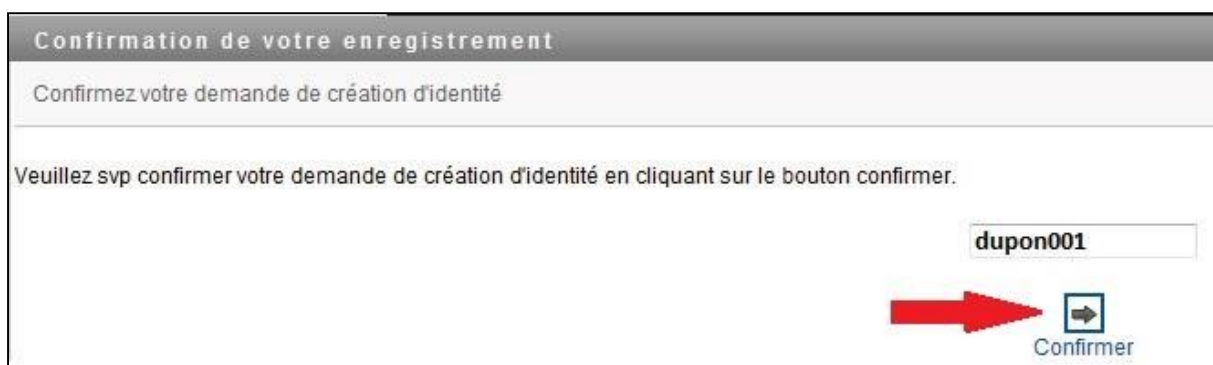 Confirmation de votre enregistrement
Confirmez votre demande de création d'identité
Veuillez svp confirmer votre demande de création d'identité en cliquant sur le bouton confirmer.
dupon001
Confirmer